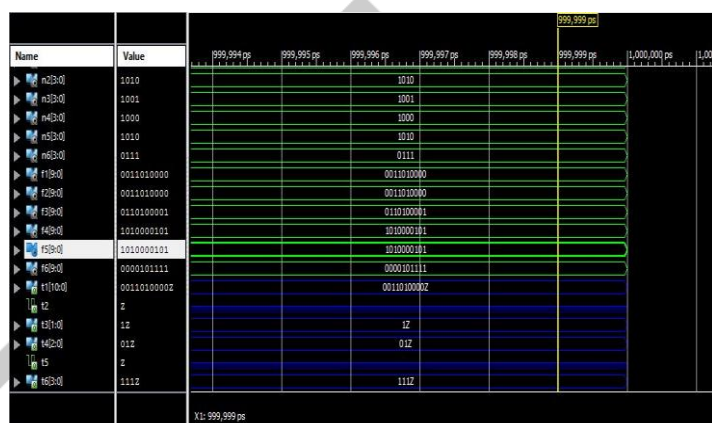 999,999 ps
Name Value 999,994 ps 999,995 ps 999,996 ps 999,997 ps 999,998 ps 999,999 ps 1,000,000 ps 1,00
n2[3:0] 1010 1010
n3[3:0] 1001 1001
n4[3:0] 1000 1000
n5[3:0] 1010 1010
n6[3:0] 0111 0111
f1[9:0] 0011010000 0011010000
f2[9:0] 0011010000 0011010000
f3[9:0] 0110100001 0110100001
f4[9:0] 1010000101 1010000101
f5[9:0] 1010000101 1010000101
f6[9:0] 0000101111 0000101111
t1[10:0] 0011010000Z 0011010000Z
t2 Z
t3[1:0] 1Z 1Z
t4[2:0] 01Z 01Z
t5 Z
t6[3:0] 111Z 111Z
X1: 999,999 ps